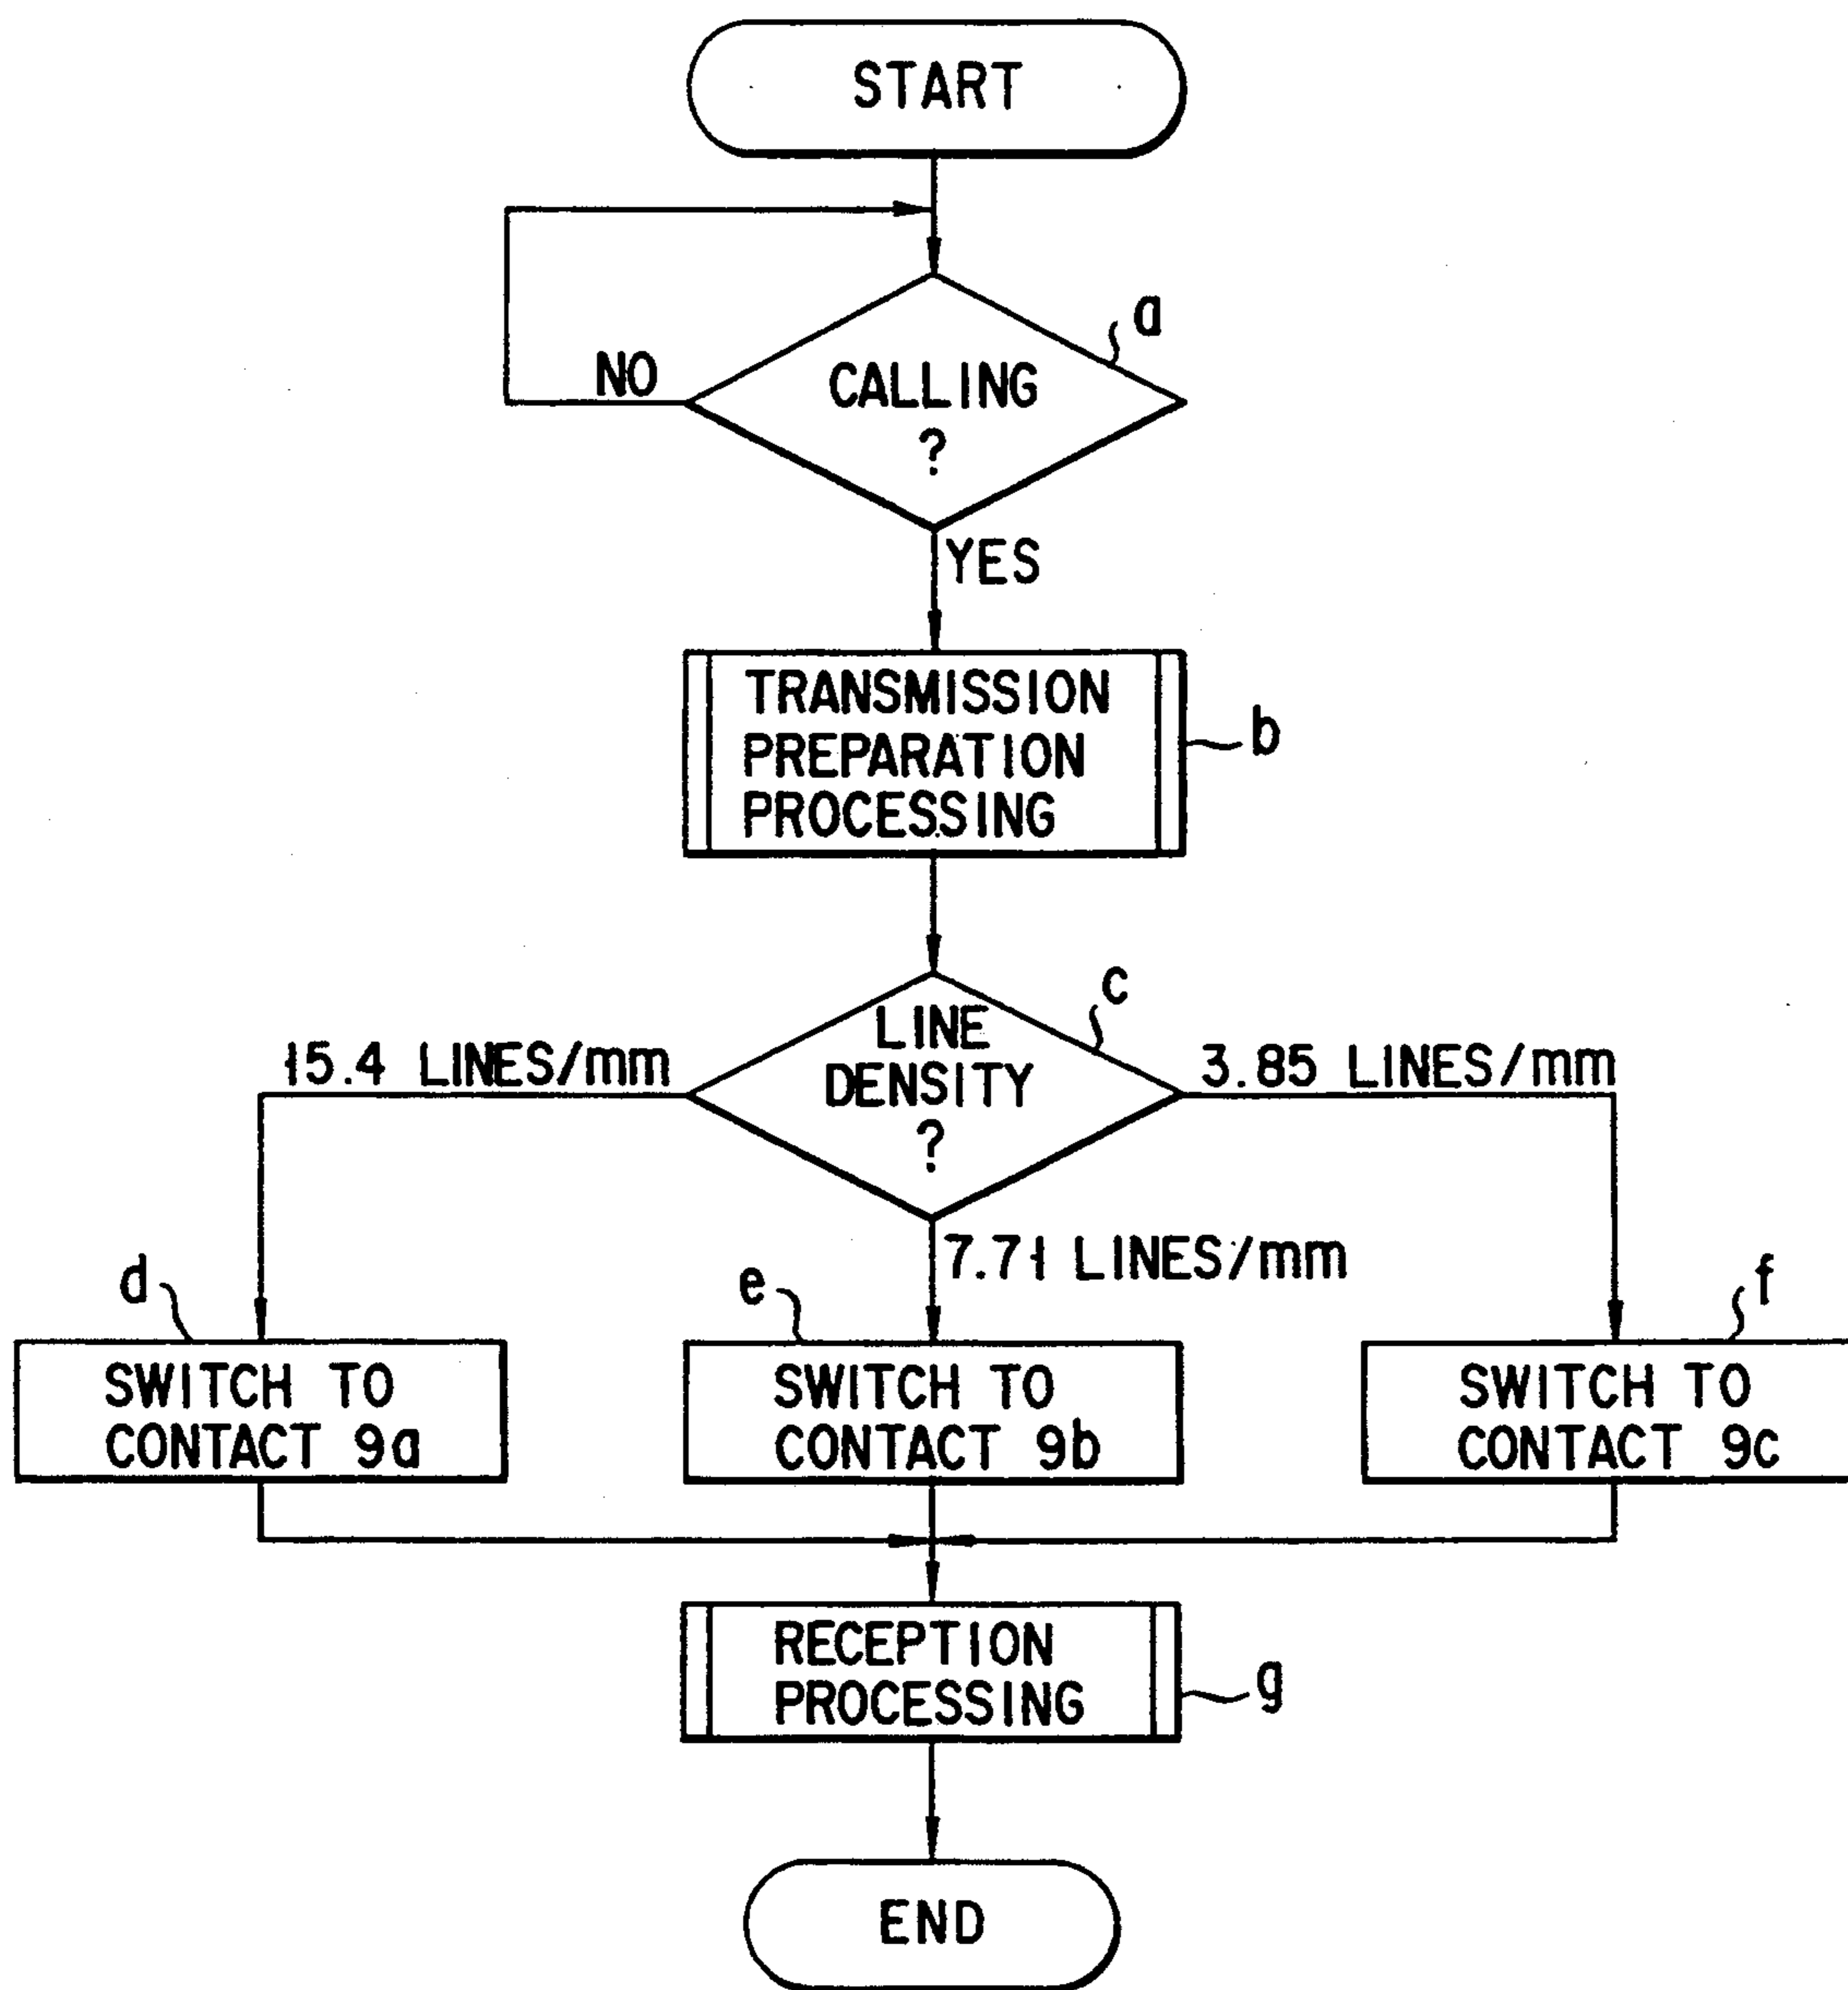 START
a
CALLING
?
NO
YES
TRANSMISSION
PREPARATION
PROCESSING
b
c
LINE
DENSITY
?
15.4 LINES/mm
3.85 LINES/mm
7.71 LINES/mm
d
e
f
SWITCH TO
CONTACT 9a
SWITCH TO
CONTACT 9b
SWITCH TO
CONTACT 9c
RECEPTION
PROCESSING
g
END